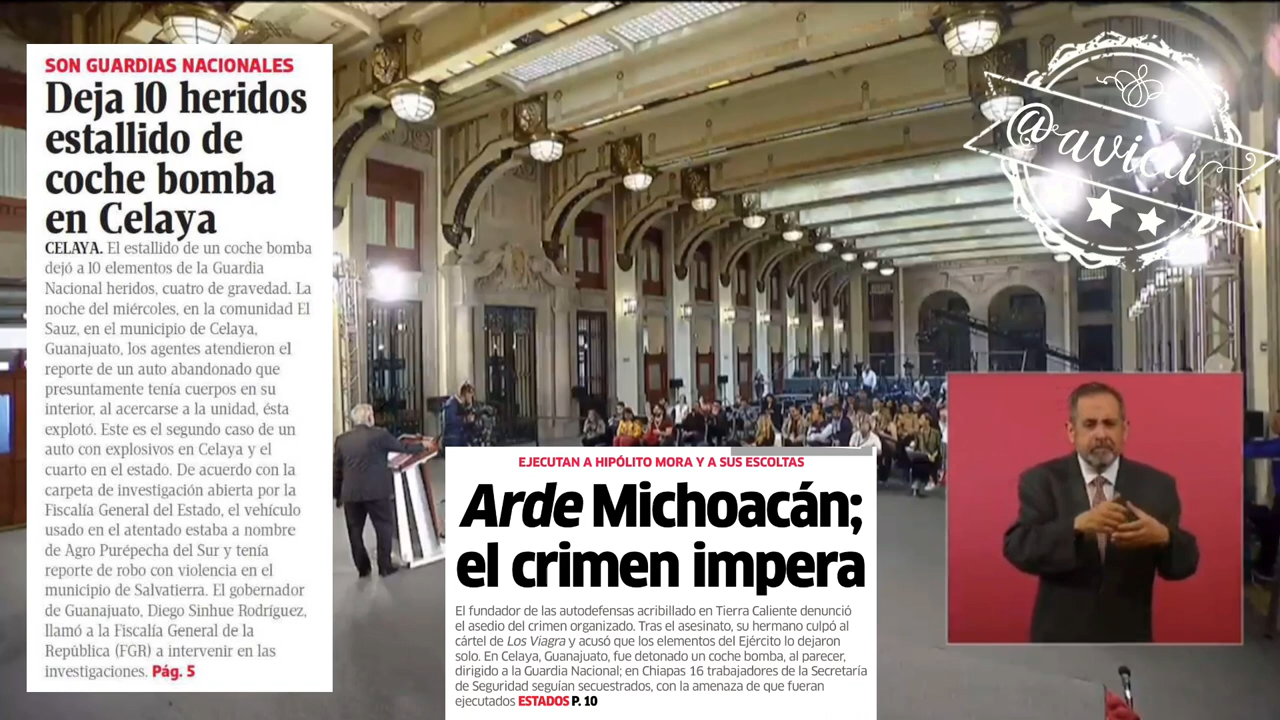 SON GUARDIAS NACIONALES
Deja 10 heridos
estallido de
coche bomba
en Celaya
CELAYA. El estallido de un coche bomba
dejó a 10 elementos de la Guardia
Nacional heridos, cuatro de gravedad. La
noche del miércoles, en la comunidad El
Sauz, en el municipio de Celaya,
Guanajuato, los agentes atendieron el
reporte de un auto abandonado que
presuntamente tenía cuerpos en su
interior, al acercarse a la unidad, ésta
explotó. Este es el segundo caso de un
auto con explosivos en Celaya y el
cuarto en el estado. De acuerdo con la
carpeta de investigación abierta por la
Fiscalía General del Estado, el vehículo
usado en el atentado estaba a nombre
de Agro Purépecha del Sur y tenía
reporte de robo con violencia en el
municipio de Salvatierra. El gobernador
de Guanajuato, Diego Sinhue Rodríguez,
llamó a la Fiscalía General de la
República (FGR) a intervenir en las
investigaciones. Pág. 5
@avicu
EJECUTAN A HIPÓLITO MORA Y A SUS ESCOLTAS
Arde Michoacán;
el crimen impera
El fundador de las autodefensas acribillado en Tierra Caliente denunció
el asedio del crimen organizado. Tras el asesinato, su hermano culpó al
cártel de Los Viagra y acusó que los elementos del Ejército lo dejaron
solo. En Celaya, Guanajuato, fue detonado un coche bomba, al parecer,
dirigido a la Guardia Nacional; en Chiapas 16 trabajadores de la Secretaría
de Seguridad seguían secuestrados, con la amenaza de que fueran
ejecutados ESTADOS P. 10